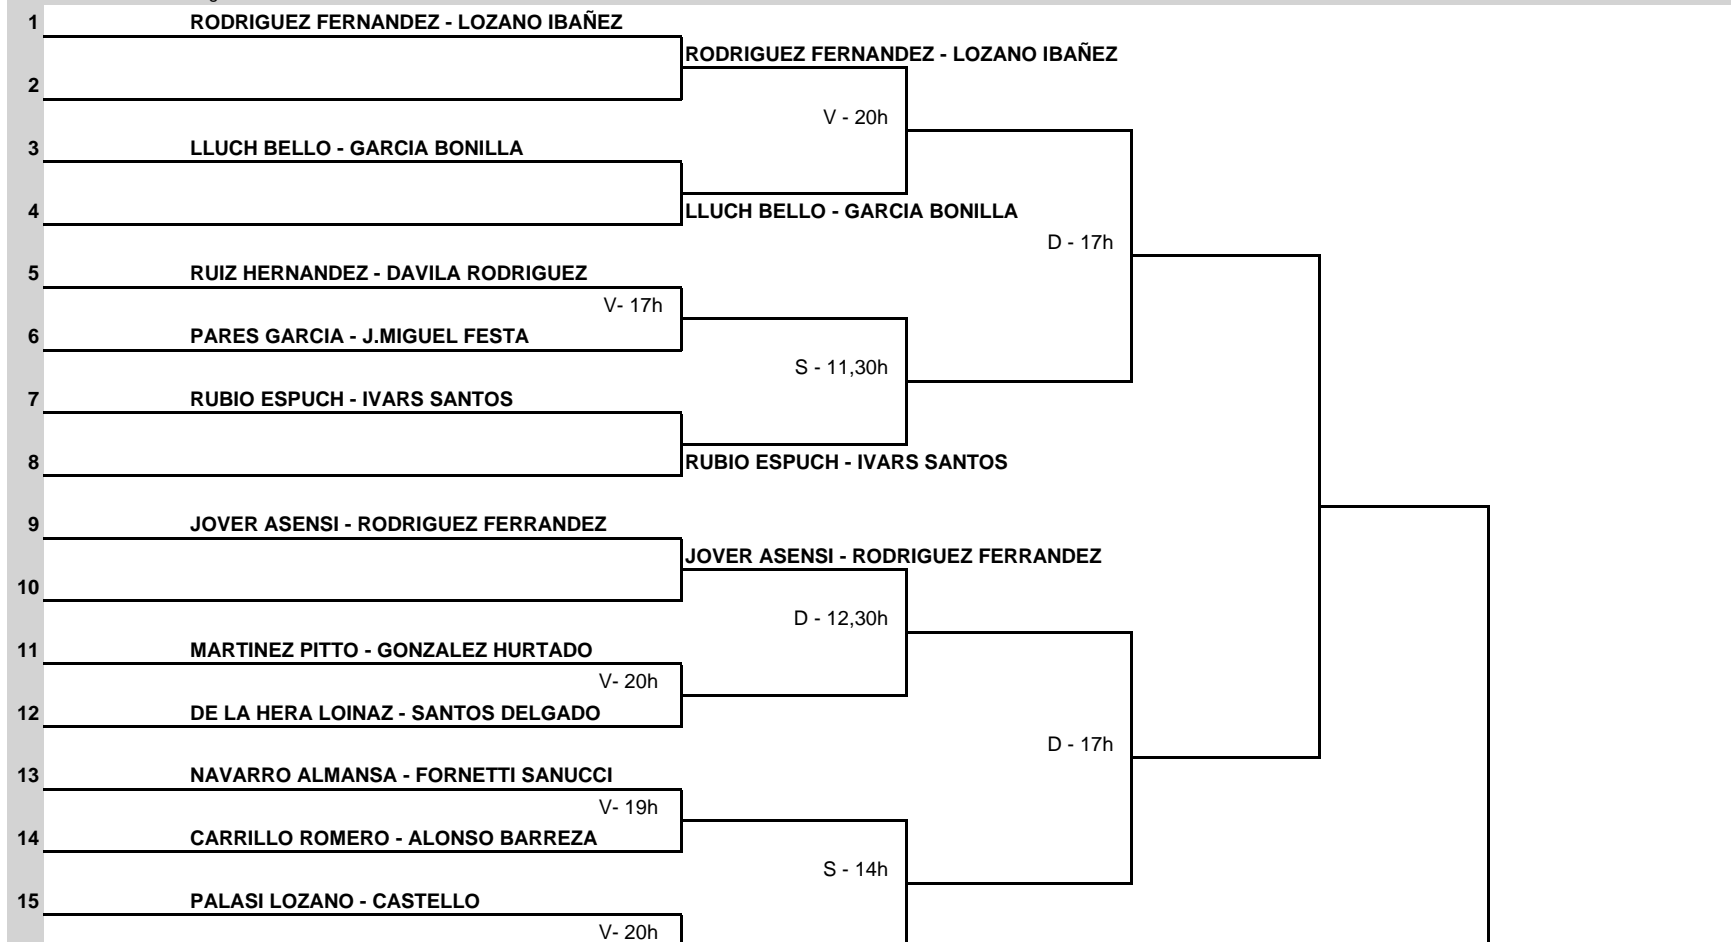 1 RODRIGUEZ FERNANDEZ - LOZANO IBAÑEZ
RODRIGUEZ FERNANDEZ - LOZANO IBAÑEZ
2
V - 20h
3 LLUCH BELLO - GARCIA BONILLA
4 LLUCH BELLO - GARCIA BONILLA
D - 17h
5 RUIZ HERNANDEZ - DAVILA RODRIGUEZ
V- 17h
6 PARES GARCIA - J.MIGUEL FESTA
S - 11,30h
7 RUBIO ESPUCH - IVARS SANTOS
8 RUBIO ESPUCH - IVARS SANTOS
9 JOVER ASENSI - RODRIGUEZ FERRANDEZ
JOVER ASENSI - RODRIGUEZ FERRANDEZ
10
D - 12,30h
11 MARTINEZ PITTO - GONZALEZ HURTADO
V- 20h
12 DE LA HERA LOINAZ - SANTOS DELGADO
D - 17h
13 NAVARRO ALMANSA - FORNETTI SANUCCI
V- 19h
14 CARRILLO ROMERO - ALONSO BARREZA
S - 14h
15 PALASI LOZANO - CASTELLO
V- 20h